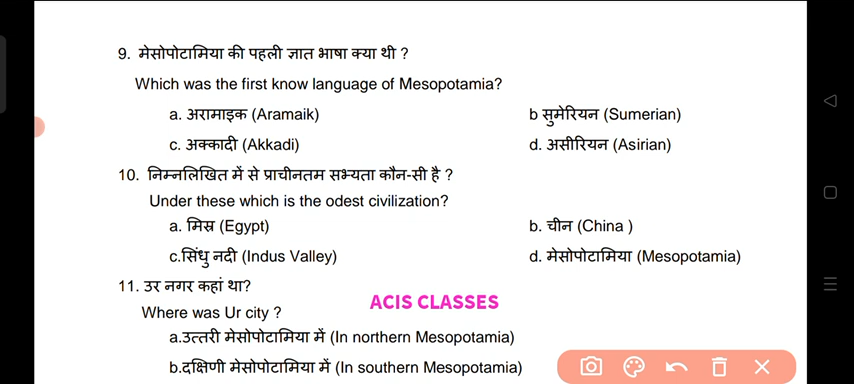 9. मेसोपोटामिया की पहली ज्ञात भाषा क्या थी ?
Which was the first know language of Mesopotamia?
a. अरामाइक (Aramaik) b सुमेरियन (Sumerian)
c. अक्कादी (Akkadi) d. असीरियन (Asirian)
10. निम्नलिखित में से प्राचीनतम सभ्यता कौन-सी है ?
Under these which is the odest civilization?
a. मिस्र (Egypt) b. चीन (China )
c.सिंधु नदी (Indus Valley) d. मेसोपोटामिया (Mesopotamia)
11. उर नगर कहां था?
ACIS CLASSES
Where was Ur city ?
a.उत्तरी मेसोपोटामिया में (In northern Mesopotamia)
b.दक्षिणी मेसोपोटामिया में (In southern Mesopotamia)